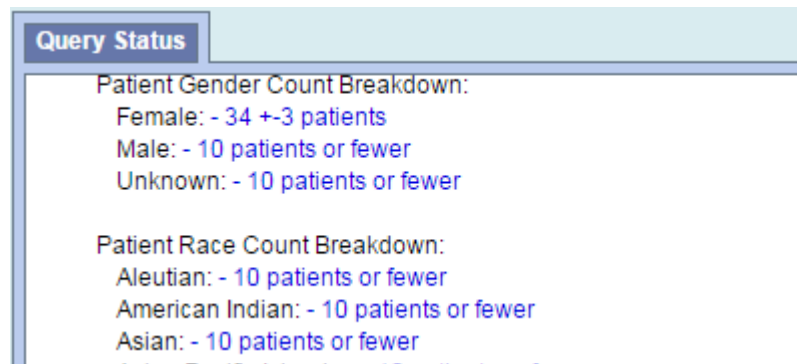 Query Status
Patient Gender Count Breakdown:
Female: - 34 +-3 patients
Male: - 10 patients or fewer
Unknown: - 10 patients or fewer
Patient Race Count Breakdown:
Aleutian: - 10 patients or fewer
American Indian: - 10 patients or fewer
Asian: - 10 patients or fewer